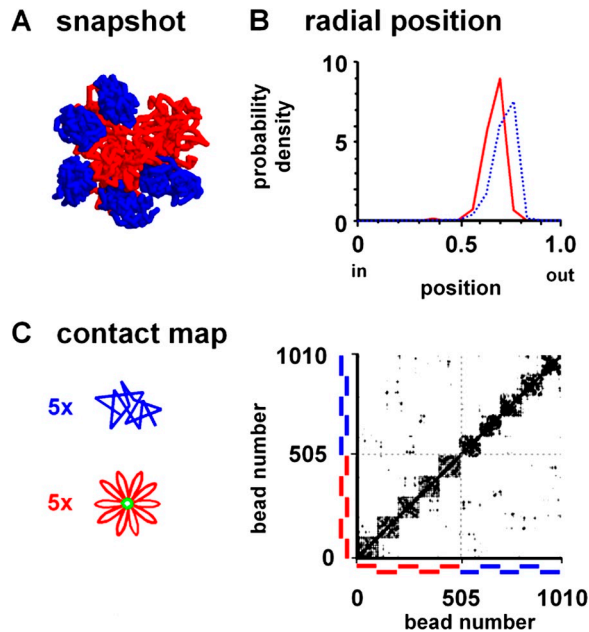 A snapshot
B radial position
probability
density
10
5
0
0 0.5 1.0
in out
position
C contact map
5x
5x
bead number
1010
505
0
0 505 1010
bead number